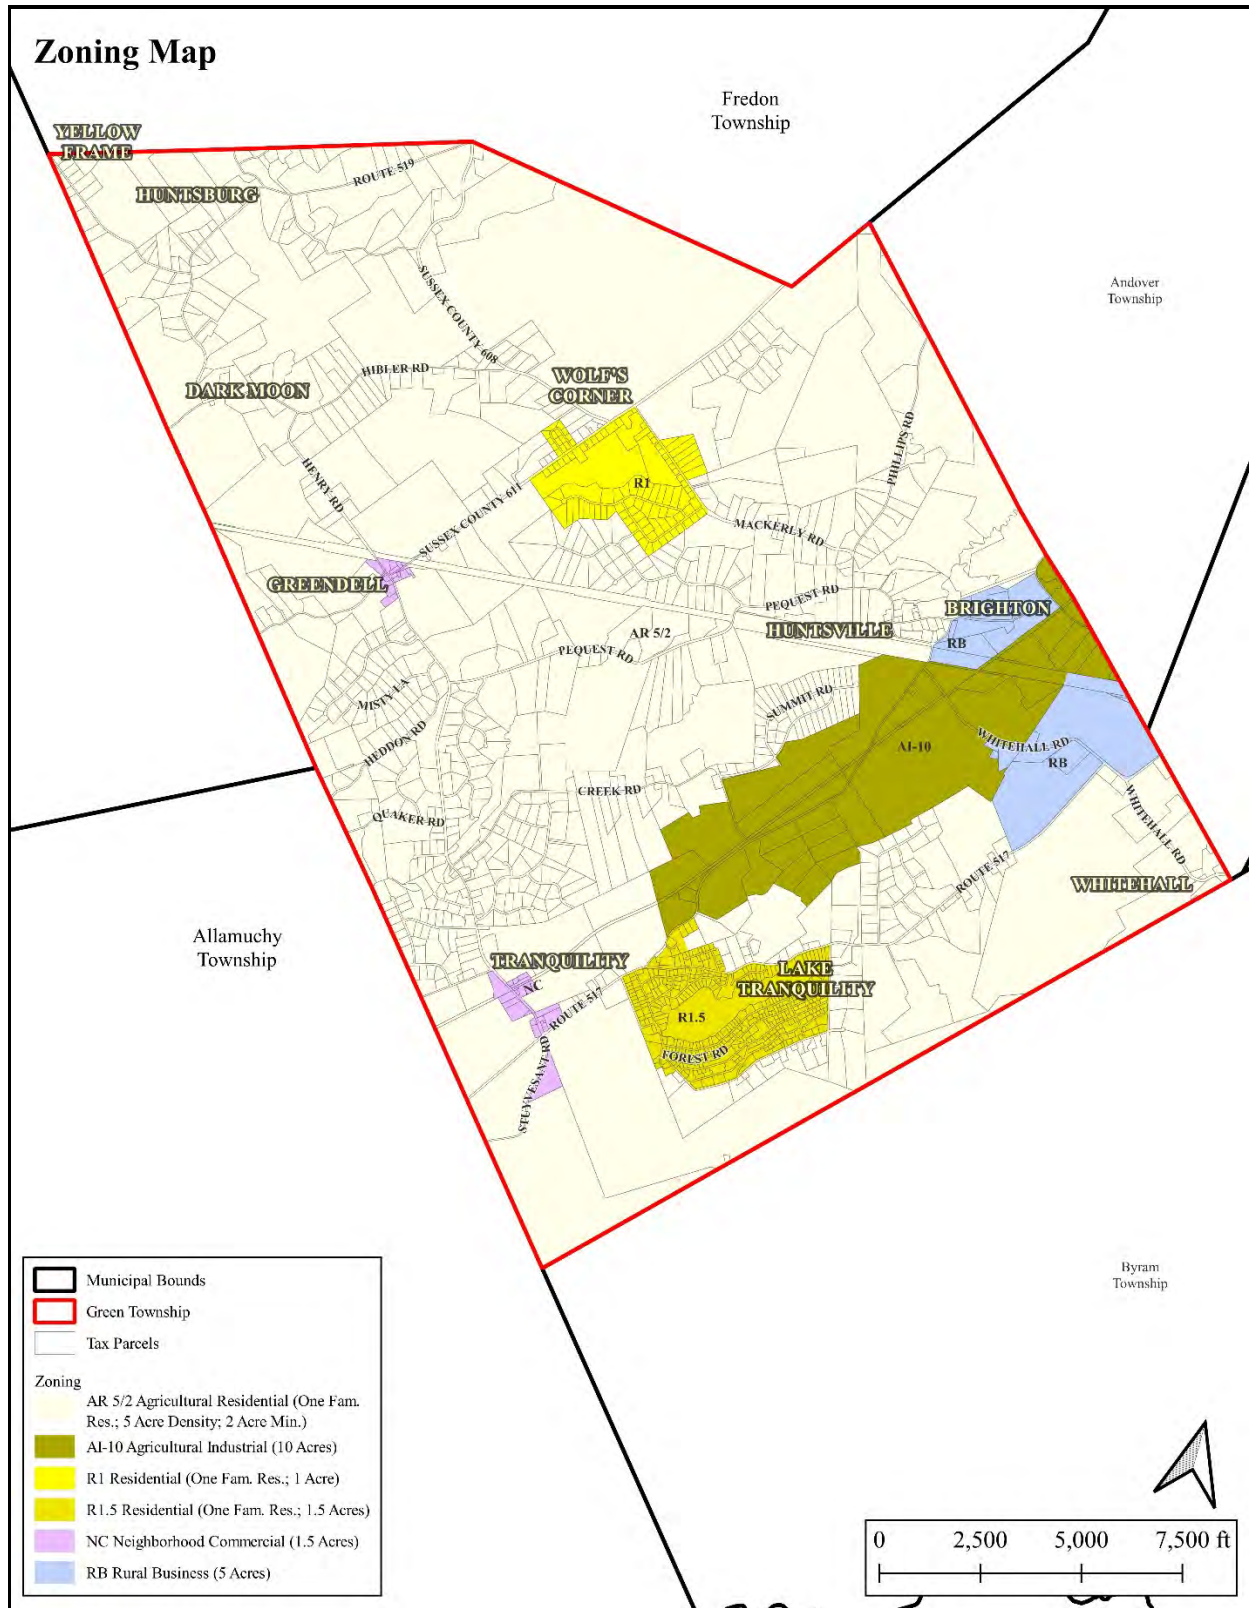 Zoning Map
Fredon
Township
YELLOW
FRAME
HUNTSBURG
ROUTE 519
Andover
Township
SUSSEX COUNTY 608
WOLF'S
CORNER
HIBLER RD
DARK MOON
PHILLIPS RD
HENRY RD
SUSSEX COUNTY 611
R1
MACKERLY RD
GREENDELL
PEQUEST RD
BRIGHTON
HUNTSVILLE
AR 5/2
RB
PEQUEST RD
MISTY LA
SUMMIT RD
HEDDON RD
AI-10
WHITEHALL RD
RB
CREEK RD
WHITEHALL RD
QUAKER RD
ROUTE 517
WHITEHALL
Allamuchy
Township
TRANQUILITY
LAKE
TRANQUILITY
NC
ROUTE 517
R1.5
FOREST RD
STUYVESANT RD
Byram
Township
Municipal Bounds
Green Township
Tax Parcels
Zoning
AR 5/2 Agricultural Residential (One Fam.
Res.; 5 Acre Density; 2 Acre Min.)
AI-10 Agricultural Industrial (10 Acres)
R1 Residential (One Fam. Res.; 1 Acre)
R1.5 Residential (One Fam. Res.; 1.5 Acres)
NC Neighborhood Commercial (1.5 Acres)
RB Rural Business (5 Acres)
0 2,500 5,000 7,500 ft